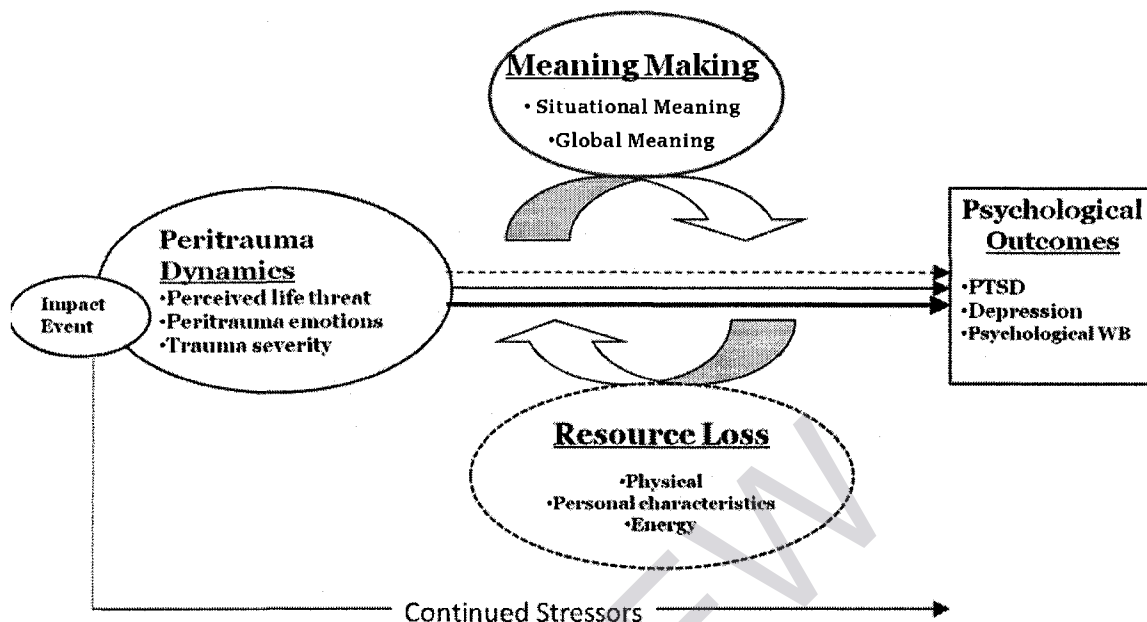 Meaning Making
• Situational Meaning
•Global Meaning
Peritrauma
Dynamics
•Perceived life threat
•Peritrauma emotions
•Trauma severity
Impact
Event
Psychological
Outcomes
•PTSD
•Depression
•Psychological WB
Resource Loss
•Physical
•Personal characteristics
•Energy
Continued Stressors